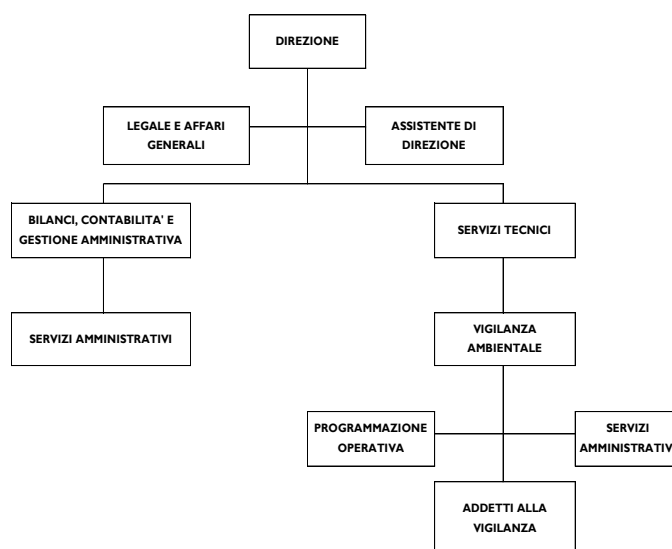 DIREZIONE
LEGALE E AFFARI
GENERALI
ASSISTENTE DI
DIREZIONE
BILANCI, CONTABILITA' E
GESTIONE AMMINISTRATIVA
SERVIZI TECNICI
SERVIZI AMMINISTRATIVI
VIGILANZA
AMBIENTALE
PROGRAMMAZIONE
OPERATIVA
SERVIZI
AMMINISTRATIV
ADDETTI ALLA
VIGILANZA